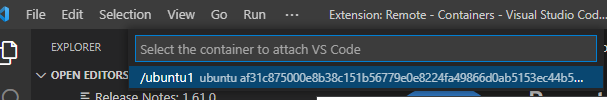 File Edit Selection View Go Run … Extension: Remote - Containers - Visual Studio Cod...
EXPLORER
Select the container to attach VS Code
/ubuntu1 ubuntu af31c875000e8b38c151b56779e0e8224fa49866d0ab5153ec44b5...
OPEN EDITORS
Release Notes: 1.61.0